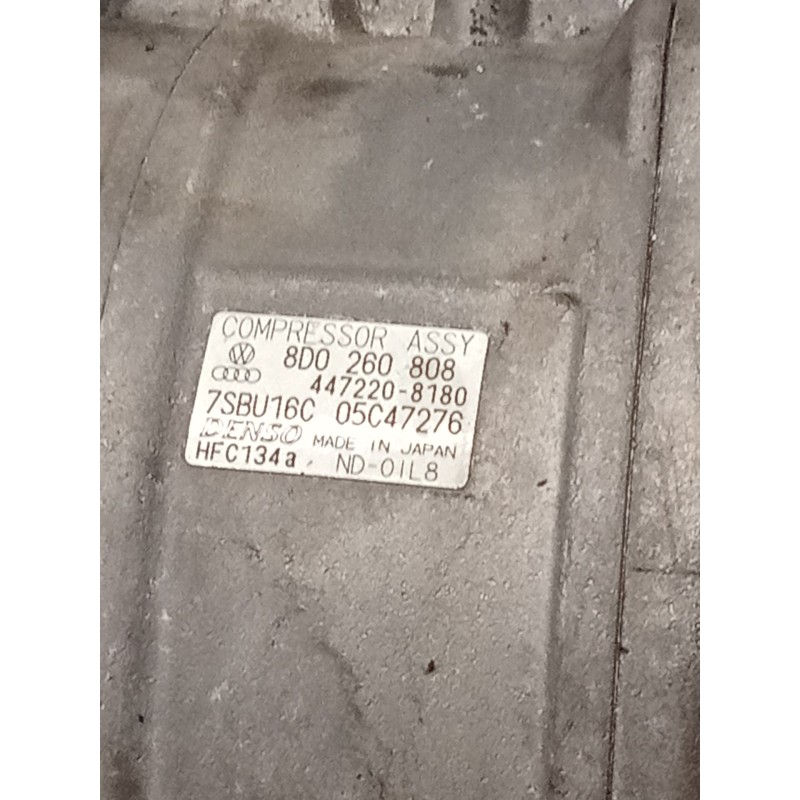 COMPRESSOR ASSY
8D0 260 808
447220-8180
7SBU16C 05C47276
DENSO MADE IN JAPAN
HFC134a ND-OIL8